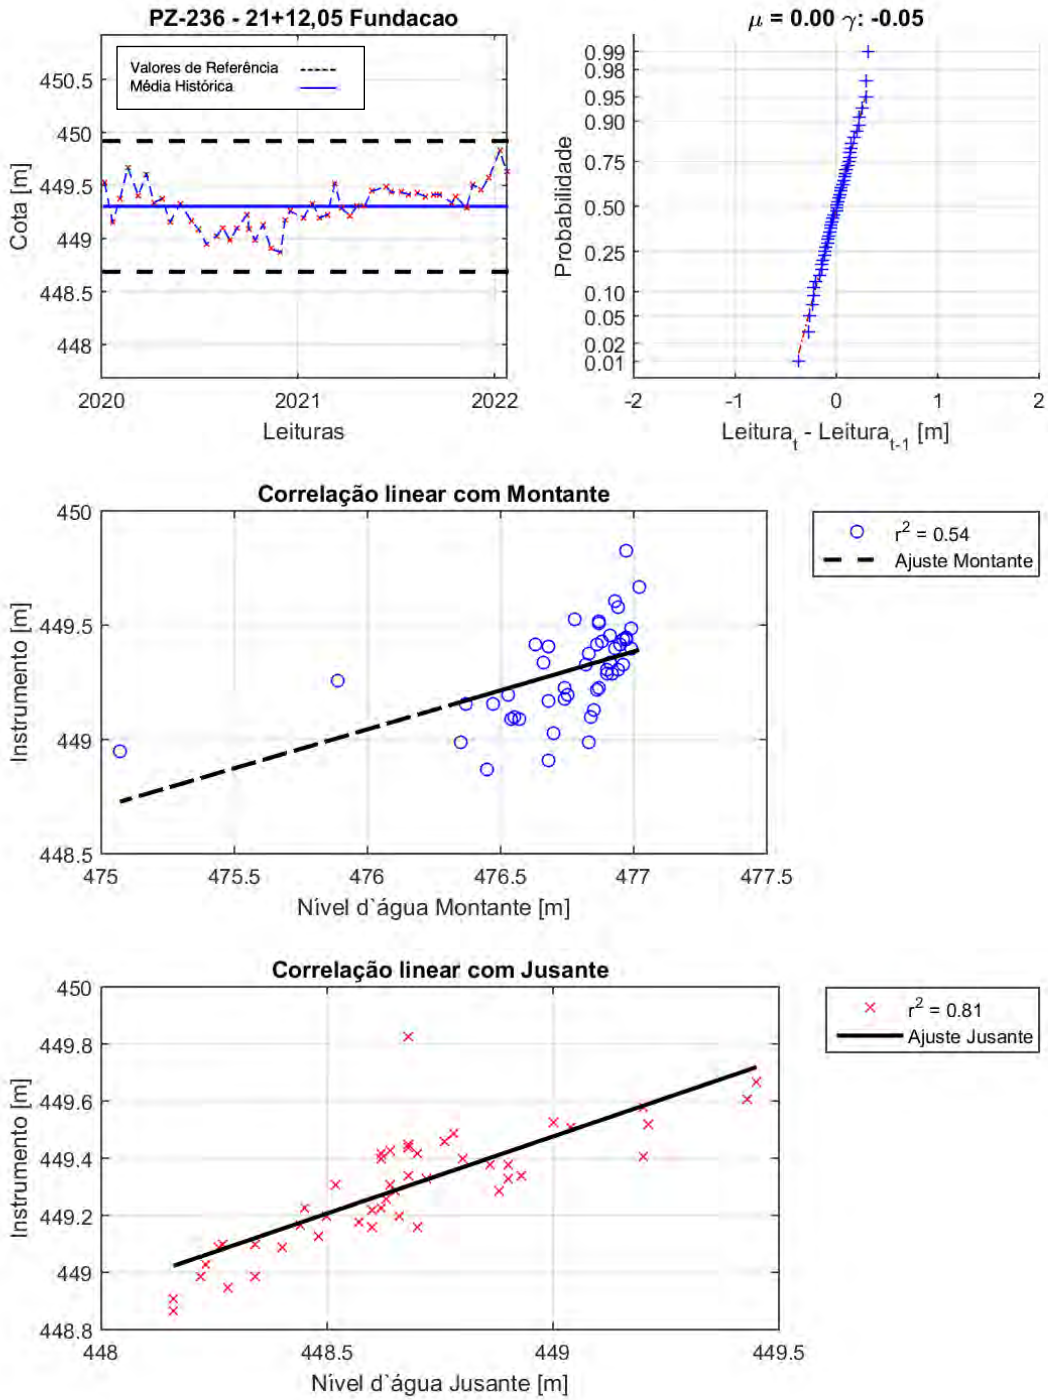 PZ-236 - 21+12,05 Fundacao
Valores de Referência
Média Histórica
450.5
450
449.5
449
448.5
448
Cota [m]
2020
2021
2022
Leituras
μ = 0.00 γ: -0.05
0.99
0.98
0.95
0.90
0.75
0.50
0.25
0.10
0.05
0.02
0.01
Probabilidade
-2
-1
0
1
2
Leitura_t - Leitura_t-1 [m]
Correlação linear com Montante
450
449.5
449
448.5
Instrumento [m]
475
475.5
476
476.5
477
477.5
Nível d`água Montante [m]
r² = 0.54
Ajuste Montante
Correlação linear com Jusante
450
449.8
449.6
449.4
449.2
449
448.8
Instrumento [m]
448
448.5
449
449.5
Nível d`água Jusante [m]
r² = 0.81
Ajuste Jusante